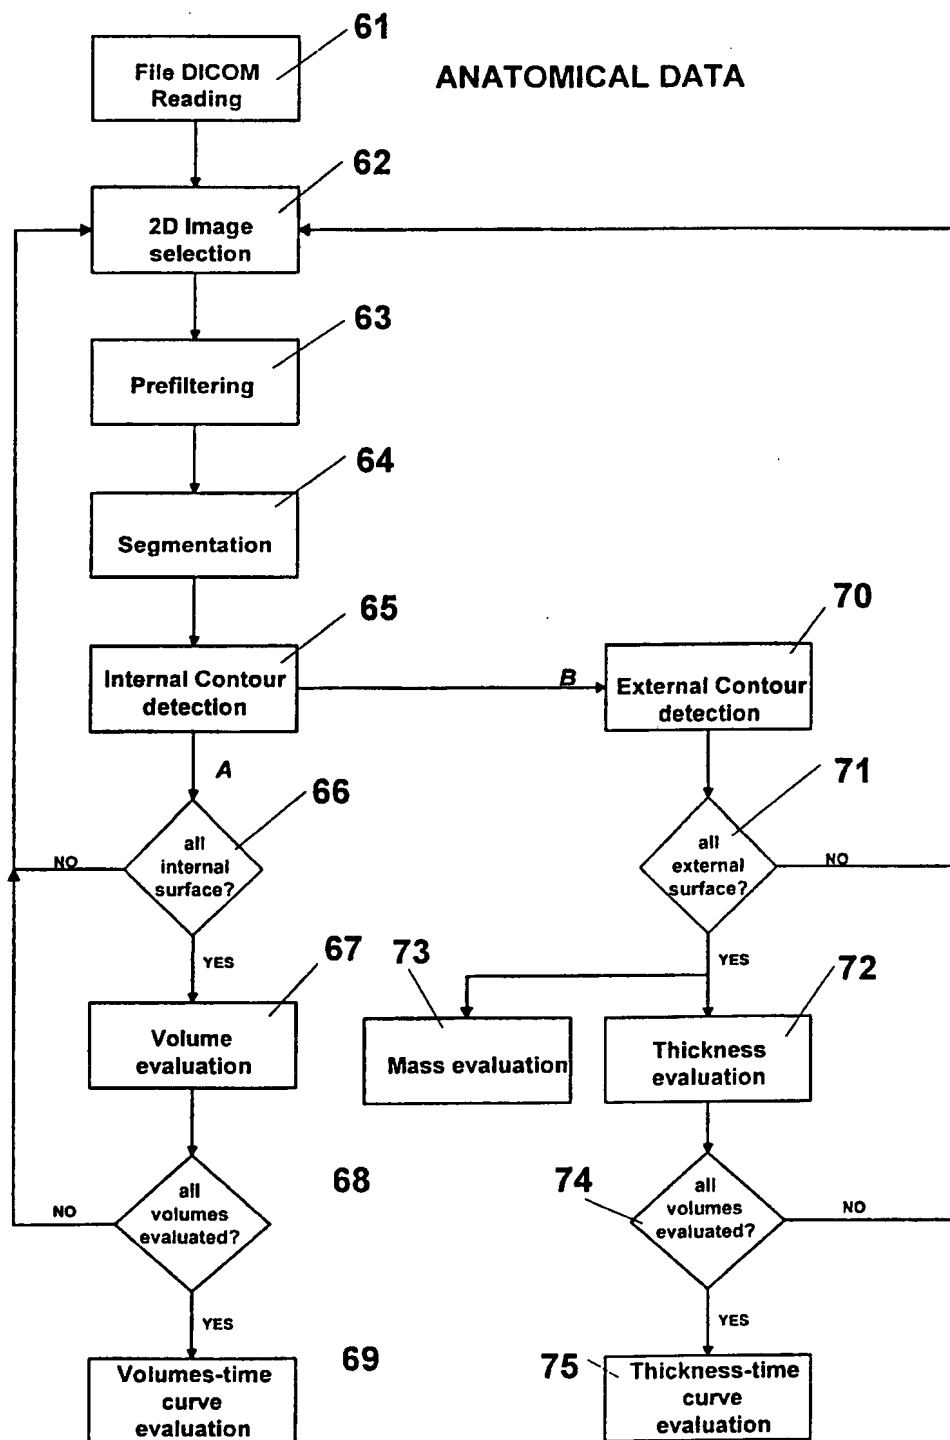 61
File DICOM
Reading
ANATOMICAL DATA
62
2D Image
selection
63
Prefiltering
64
Segmentation
65
Internal Contour
detection
B
70
External Contour
detection
A
66
all
internal
surface?
NO
71
all
external
surface?
NO
YES
67
Volume
evaluation
73
Mass evaluation
YES
72
Thickness
evaluation
68
all
volumes
evaluated?
NO
74
all
volumes
evaluated?
NO
YES
69
Volumes-time
curve
evaluation
YES
75
Thickness-time
curve
evaluation